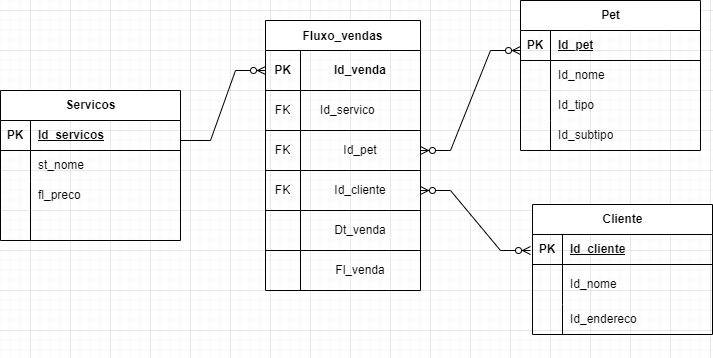 Servicos
PK Id_servicos
st_nome
fl_preco
Fluxo_vendas
PK Id_venda
FK Id_servico
FK Id_pet
FK Id_cliente
Dt_venda
Fl_venda
Pet
PK Id_pet
Id_nome
Id_tipo
Id_subtipo
Cliente
PK Id_cliente
Id_nome
Id_endereco